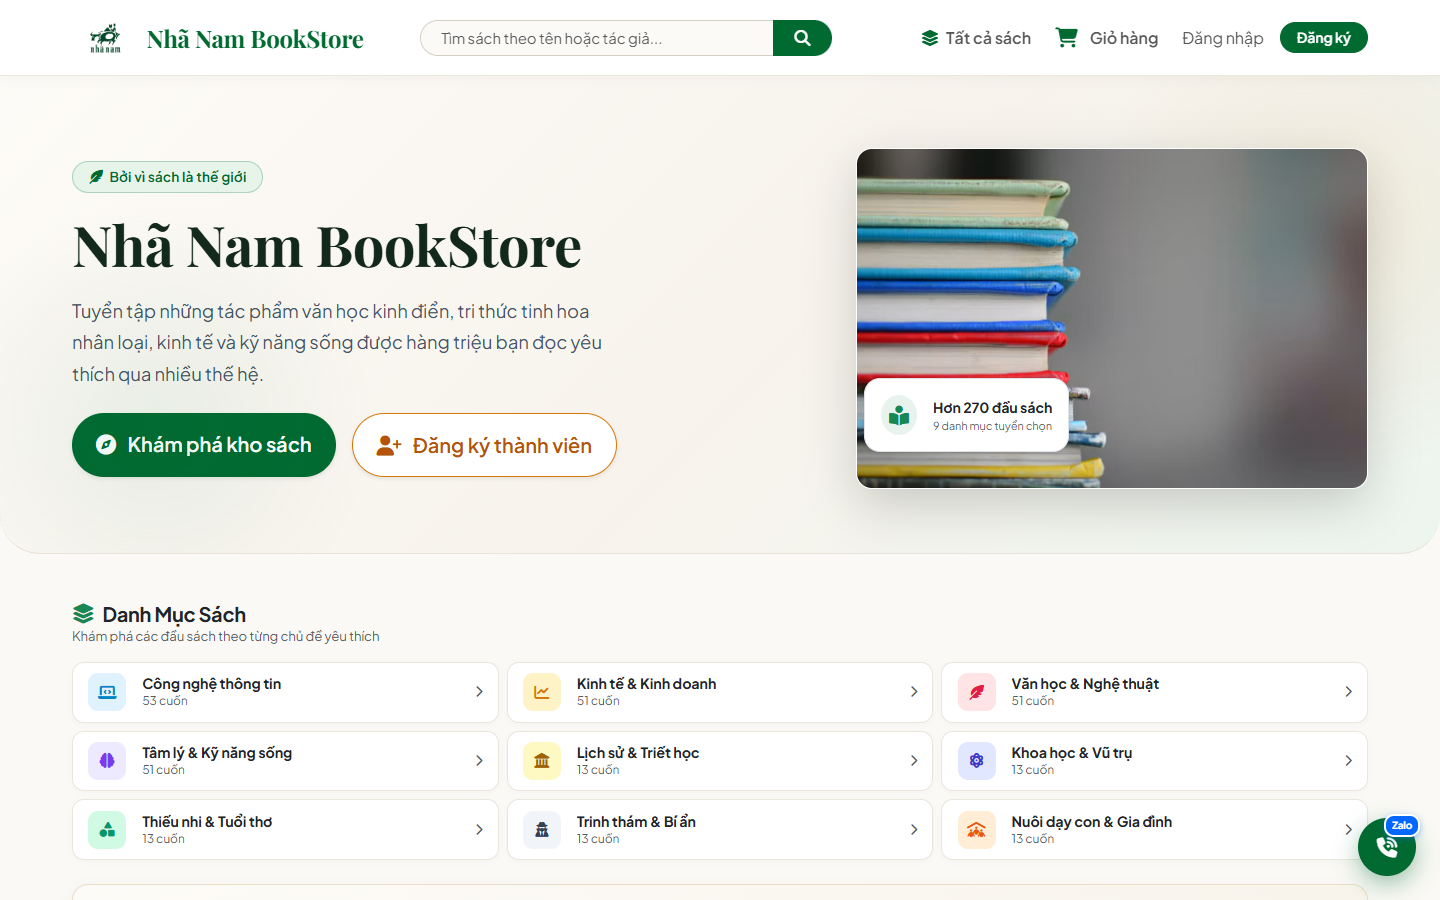 nhã nam
Nhã Nam BookStore
Tìm sách theo tên hoặc tác giả...
Tất cả sách
Giỏ hàng
Đăng nhập
Đăng ký
Bởi vì sách là thế giới
Nhã Nam BookStore
Tuyển tập những tác phẩm văn học kinh điển, tri thức tinh hoa
nhân loại, kinh tế và kỹ năng sống được hàng triệu bạn đọc yêu
thích qua nhiều thế hệ.
Khám phá kho sách
Đăng ký thành viên
Hơn 270 đầu sách
9 danh mục tuyển chọn
Danh Mục Sách
Khám phá các đầu sách theo từng chủ đề yêu thích
Công nghệ thông tin
53 cuốn
Kinh tế & Kinh doanh
51 cuốn
Văn học & Nghệ thuật
51 cuốn
Tâm lý & Kỹ năng sống
51 cuốn
Lịch sử & Triết học
13 cuốn
Khoa học & Vũ trụ
13 cuốn
Thiếu nhi & Tuổi thơ
13 cuốn
Trinh thám & Bí ẩn
13 cuốn
Nuôi dạy con & Gia đình
13 cuốn
Zalo